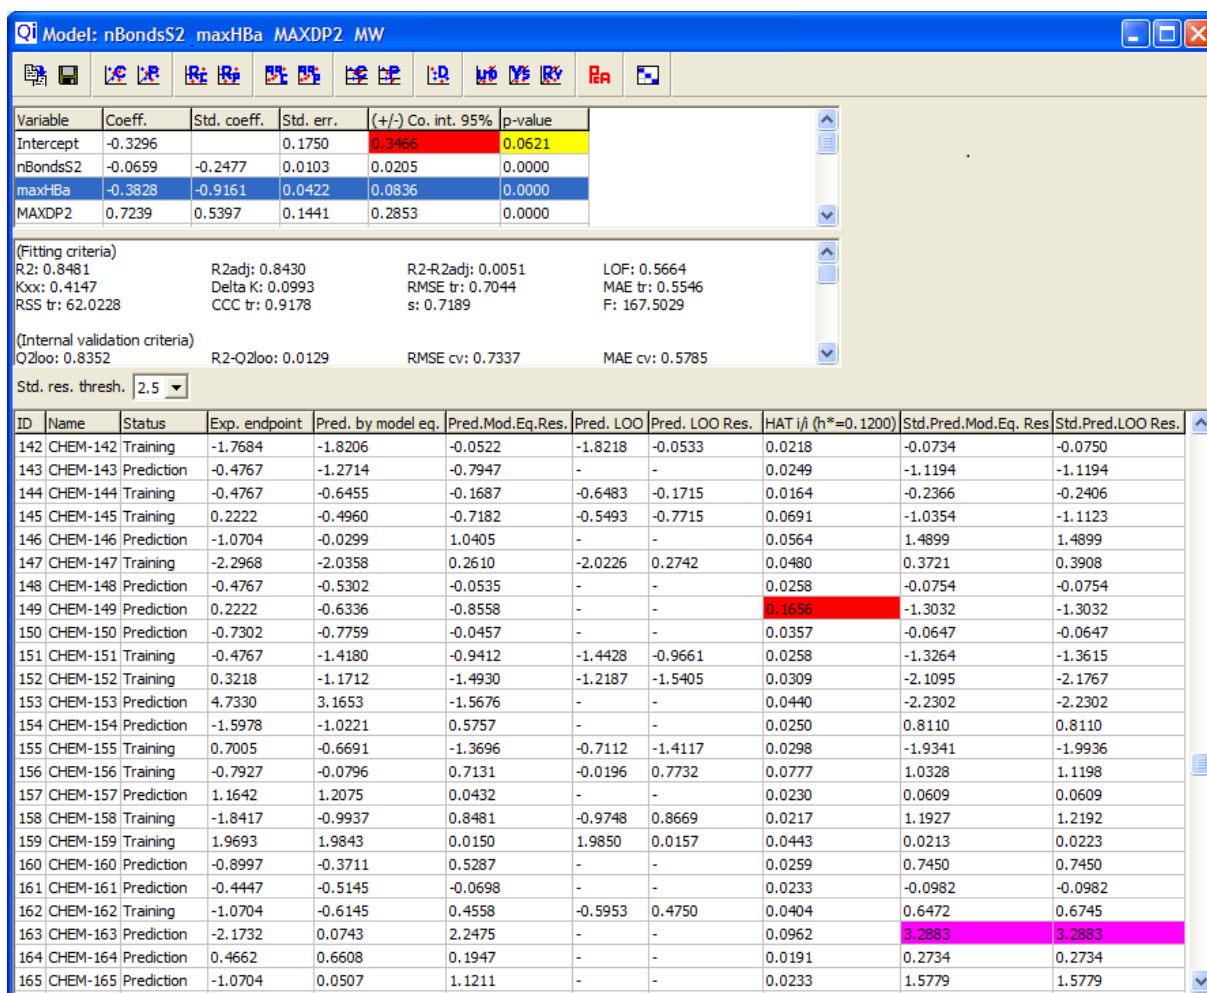 Model: nBondsS2 maxHBa MAXDP2 MW
Variable Coeff. Std. coeff. Std. err. (+/-) Co. int. 95% p-value
Intercept -0.3296 0.1750 0.3466 0.0621
nBondsS2 -0.0659 -0.2477 0.0103 0.0205 0.0000
maxHBa -0.3828 -0.9161 0.0422 0.0836 0.0000
MAXDP2 0.7239 0.5397 0.1441 0.2853 0.0000
(Fitting criteria)
R2: 0.8481 R2adj: 0.8430 R2-R2adj: 0.0051 LOF: 0.5664
Kxx: 0.4147 Delta K: 0.0993 RMSE tr: 0.7044 MAE tr: 0.5546
RSS tr: 62.0228 CCC tr: 0.9178 s: 0.7189 F: 167.5029
(Internal validation criteria)
Q2loo: 0.8352 R2-Q2loo: 0.0129 RMSE cv: 0.7337 MAE cv: 0.5785
Std. res. thresh. 2.5
ID Name Status Exp. endpoint Pred. by model eq. Pred.Mod.Eq.Res. Pred. LOO Pred. LOO Res. HAT i/i (h*=0.1200) Std.Pred.Mod.Eq. Res Std.Pred.LOO Res.
142 CHEM-142 Training -1.7684 -1.8206 -0.0522 -1.8218 -0.0533 0.0218 -0.0734 -0.0750
143 CHEM-143 Prediction -0.4767 -1.2714 -0.7947 - - 0.0249 -1.1194 -1.1194
144 CHEM-144 Training -0.4767 -0.6455 -0.1687 -0.6483 -0.1715 0.0164 -0.2366 -0.2406
145 CHEM-145 Training 0.2222 -0.4960 -0.7182 -0.5493 -0.7715 0.0691 -1.0354 -1.1123
146 CHEM-146 Prediction -1.0704 -0.0299 1.0405 - - 0.0564 1.4899 1.4899
147 CHEM-147 Training -2.2968 -2.0358 0.2610 -2.0226 0.2742 0.0480 0.3721 0.3908
148 CHEM-148 Prediction -0.4767 -0.5302 -0.0535 - - 0.0258 -0.0754 -0.0754
149 CHEM-149 Prediction 0.2222 -0.6336 -0.8558 - - 0.1656 -1.3032 -1.3032
150 CHEM-150 Prediction -0.7302 -0.7759 -0.0457 - - 0.0357 -0.0647 -0.0647
151 CHEM-151 Training -0.4767 -1.4180 -0.9412 -1.4428 -0.9661 0.0258 -1.3264 -1.3615
152 CHEM-152 Training 0.3218 -1.1712 -1.4930 -1.2187 -1.5405 0.0309 -2.1095 -2.1767
153 CHEM-153 Prediction 4.7330 3.1653 -1.5676 - - 0.0440 -2.2302 -2.2302
154 CHEM-154 Prediction -1.5978 -1.0221 0.5757 - - 0.0250 0.8110 0.8110
155 CHEM-155 Training 0.7005 -0.6691 -1.3696 -0.7112 -1.4117 0.0298 -1.9341 -1.9936
156 CHEM-156 Training -0.7927 -0.0796 0.7131 -0.0196 0.7732 0.0777 1.0328 1.1198
157 CHEM-157 Prediction 1.1642 1.2075 0.0432 - - 0.0230 0.0609 0.0609
158 CHEM-158 Training -1.8417 -0.9937 0.8481 -0.9748 0.8669 0.0217 1.1927 1.2192
159 CHEM-159 Training 1.9693 1.9843 0.0150 1.9850 0.0157 0.0443 0.0213 0.0223
160 CHEM-160 Prediction -0.8997 -0.3711 0.5287 - - 0.0259 0.7450 0.7450
161 CHEM-161 Prediction -0.4447 -0.5145 -0.0698 - - 0.0233 -0.0982 -0.0982
162 CHEM-162 Training -1.0704 -0.6145 0.4558 -0.5953 0.4750 0.0404 0.6472 0.6745
163 CHEM-163 Prediction -2.1732 0.0743 2.2475 - - 0.0962 3.2883 3.2883
164 CHEM-164 Prediction 0.4662 0.6608 0.1947 - - 0.0191 0.2734 0.2734
165 CHEM-165 Prediction -1.0704 0.0507 1.1211 - - 0.0233 1.5779 1.5779